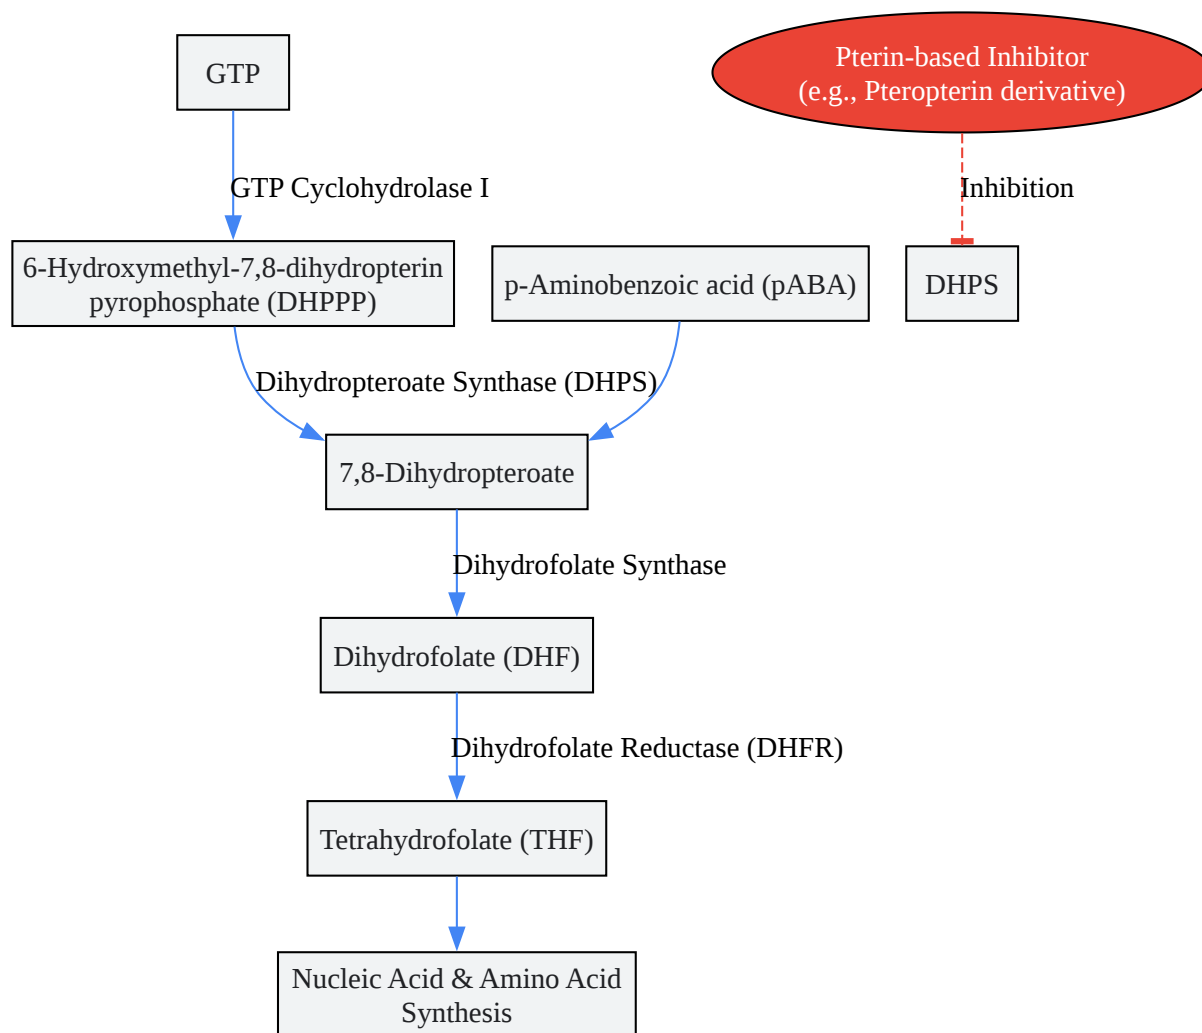 GTP
Pterin-based Inhibitor
(e.g., Pteropterin derivative)
GTP Cyclohydrolase I
Inhibition
6-Hydroxymethyl-7,8-dihydropterin
pyrophosphate (DHPPP)
p-Aminobenzoic acid (pABA)
DHPS
Dihydropteroate Synthase (DHPS)
7,8-Dihydropteroate
Dihydrofolate Synthase
Dihydrofolate (DHF)
Dihydrofolate Reductase (DHFR)
Tetrahydrofolate (THF)
Nucleic Acid & Amino Acid
Synthesis